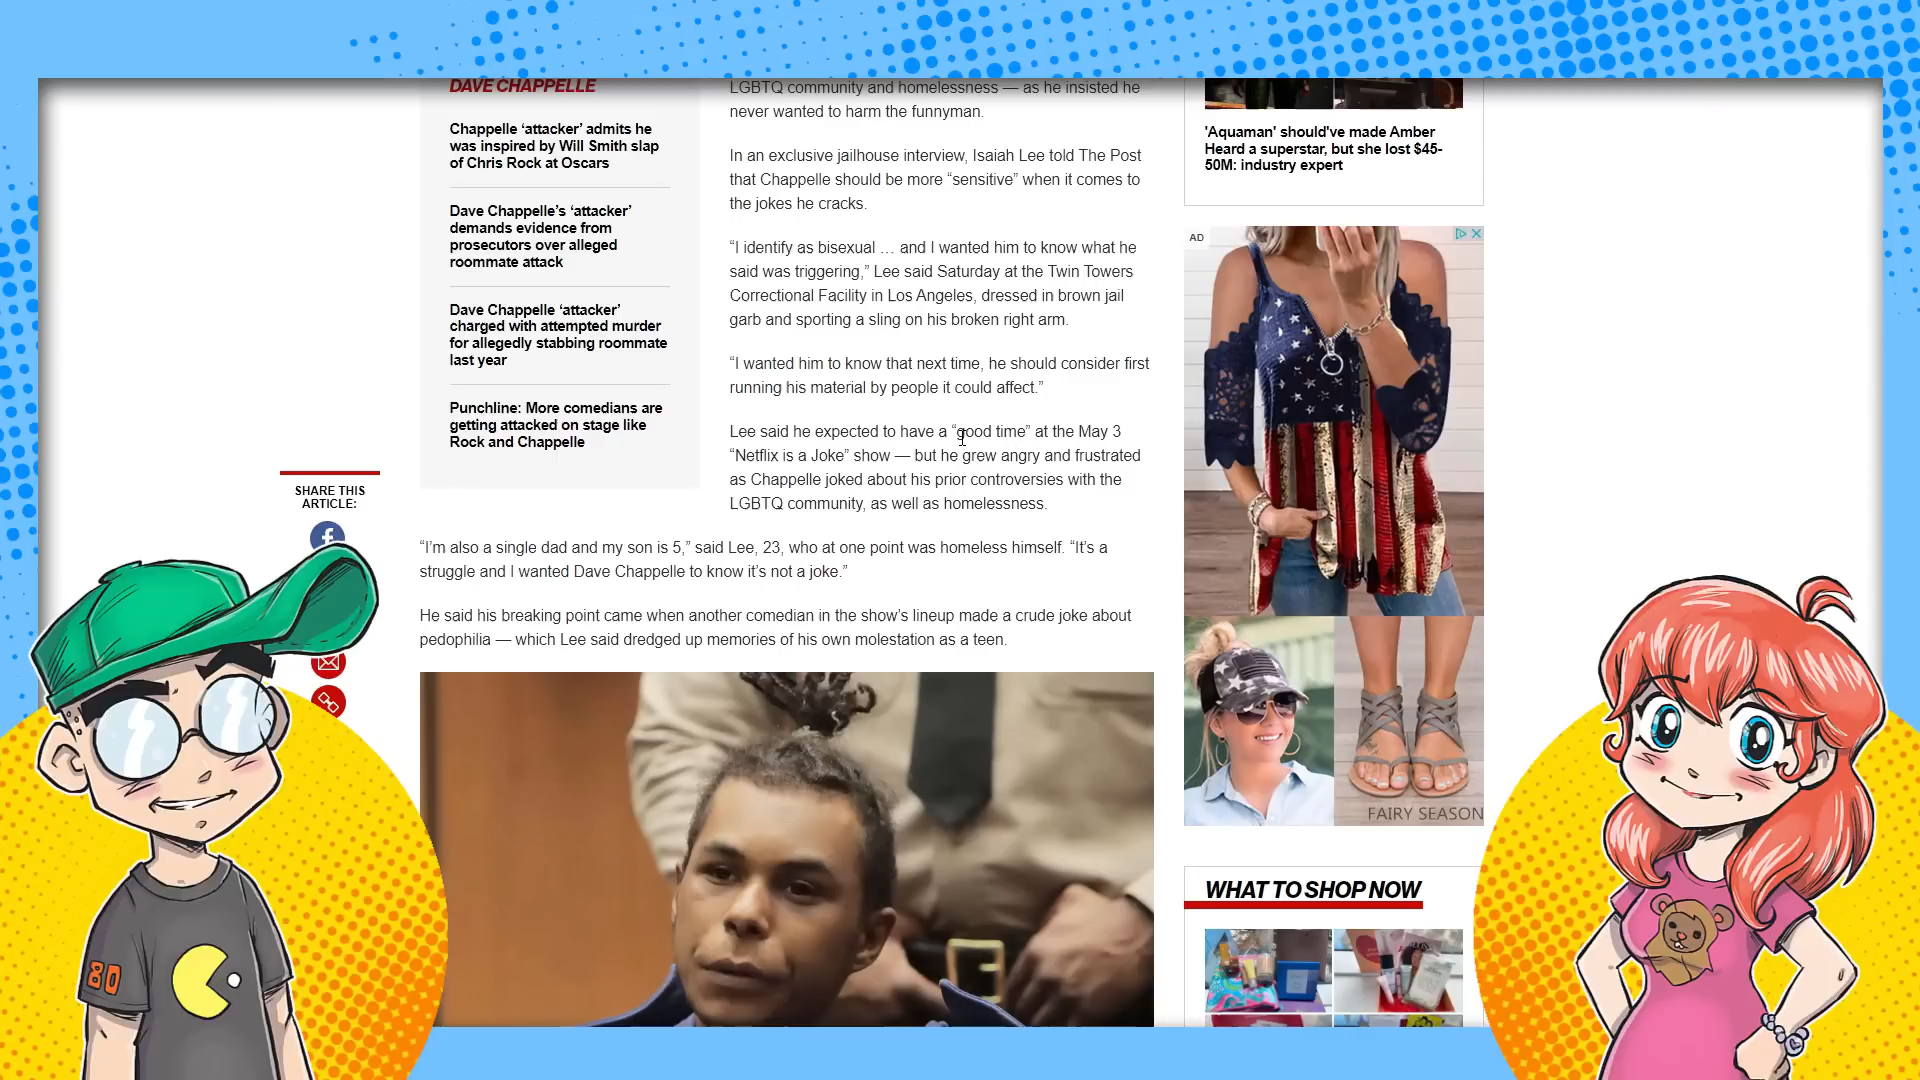 DAVE CHAPPELLE
Chappelle ‘attacker’ admits he
was inspired by Will Smith slap
of Chris Rock at Oscars
Dave Chappelle’s ‘attacker’
demands evidence from
prosecutors over alleged
roommate attack
Dave Chappelle ‘attacker’
charged with attempted murder
for allegedly stabbing roommate
last year
Punchline: More comedians are
getting attacked on stage like
Rock and Chappelle
SHARE THIS
ARTICLE:
LGBTQ community and homelessness — as he insisted he
never wanted to harm the funnyman.
In an exclusive jailhouse interview, Isaiah Lee told The Post
that Chappelle should be more “sensitive” when it comes to
the jokes he cracks.
“I identify as bisexual … and I wanted him to know what he
said was triggering,” Lee said Saturday at the Twin Towers
Correctional Facility in Los Angeles, dressed in brown jail
garb and sporting a sling on his broken right arm.
“I wanted him to know that next time, he should consider first
running his material by people it could affect.”
Lee said he expected to have a “good time” at the May 3
“Netflix is a Joke” show — but he grew angry and frustrated
as Chappelle joked about his prior controversies with the
LGBTQ community, as well as homelessness.
“I’m also a single dad and my son is 5,” said Lee, 23, who at one point was homeless himself. “It’s a
struggle and I wanted Dave Chappelle to know it’s not a joke.”
He said his breaking point came when another comedian in the show’s lineup made a crude joke about
pedophilia — which Lee said dredged up memories of his own molestation as a teen.
'Aquaman' should've made Amber
Heard a superstar, but she lost $45-
50M: industry expert
AD
FAIRY SEASON
WHAT TO SHOP NOW
80